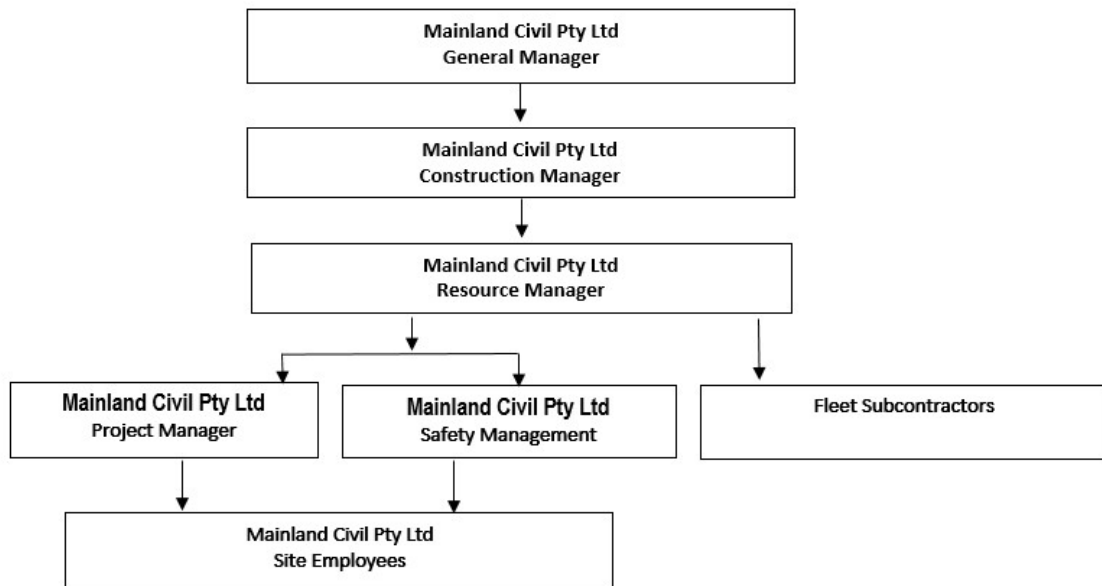 Mainland Civil Pty Ltd
General Manager
Mainland Civil Pty Ltd
Construction Manager
Mainland Civil Pty Ltd
Resource Manager
Mainland Civil Pty Ltd
Project Manager
Mainland Civil Pty Ltd
Safety Management
Fleet Subcontractors
Mainland Civil Pty Ltd
Site Employees